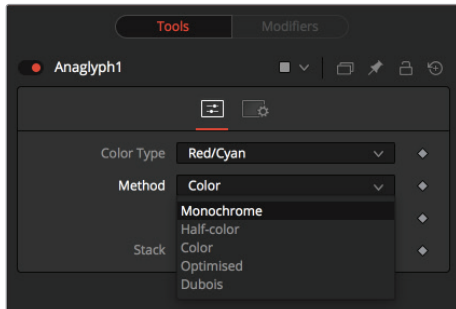 Tools Modifiers
Anaglyph1
Color Type Red/Cyan
Method Color
Monochrome
Half-color
Stack Color
Optimised
Dubois